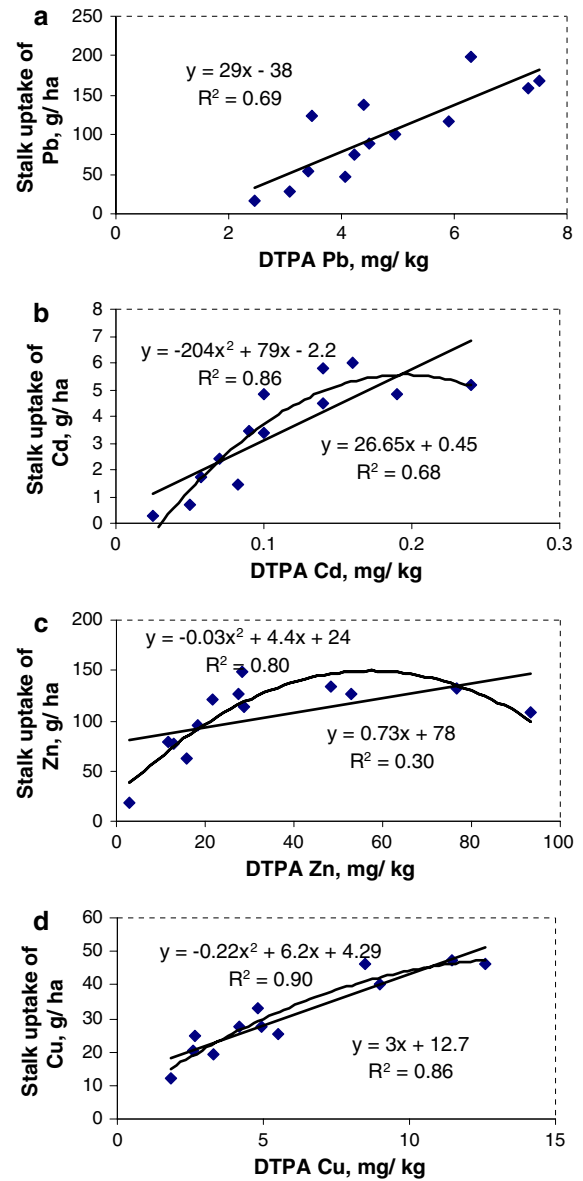 a
250
200
150
100
50
0
Stalk uptake of
Pb, g/ ha
y = 29x - 38
R² = 0.69
0 2 4 6 8
DTPA Pb, mg/ kg
b
8
7
6
5
4
3
2
1
0
Stalk uptake of
Cd, g/ ha
y = -204x² + 79x - 2.2
R² = 0.86
y = 26.65x + 0.45
R² = 0.68
0 0.1 0.2 0.3
DTPA Cd, mg/ kg
c
200
150
100
50
0
Stalk uptake of
Zn, g/ ha
y = -0.03x² + 4.4x + 24
R² = 0.80
y = 0.73x + 78
R² = 0.30
0 20 40 60 80 100
DTPA Zn, mg/ kg
d
60
50
40
30
20
10
0
Stalk uptake of
Cu, g/ ha
y = -0.22x² + 6.2x + 4.29
R² = 0.90
y = 3x + 12.7
R² = 0.86
0 5 10 15
DTPA Cu, mg/ kg